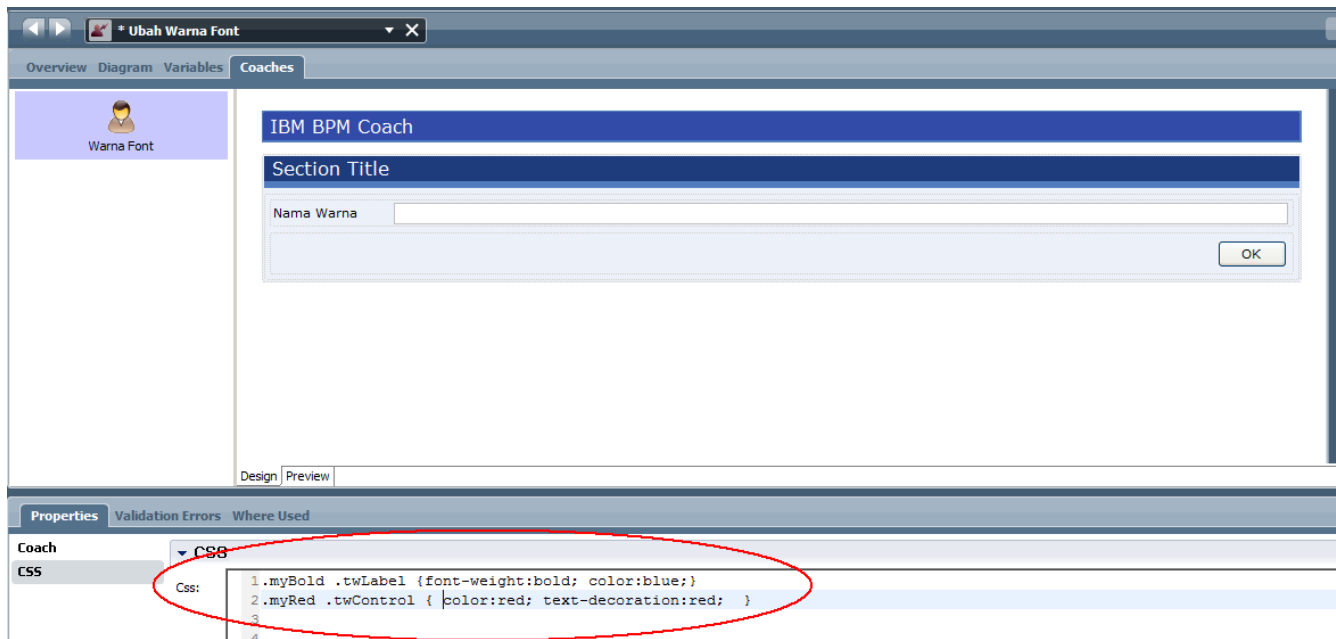 * Ubah Warna Font
Overview Diagram Variables Coaches
Warna Font
IBM BPM Coach
Section Title
Nama Warna
OK
Design Preview
Properties Validation Errors Where Used
Coach
CSS
CSS
Css:
1 .myBold .twLabel {font-weight:bold; color:blue;}
2 .myRed .twControl { color:red; text-decoration:red; }
3
4